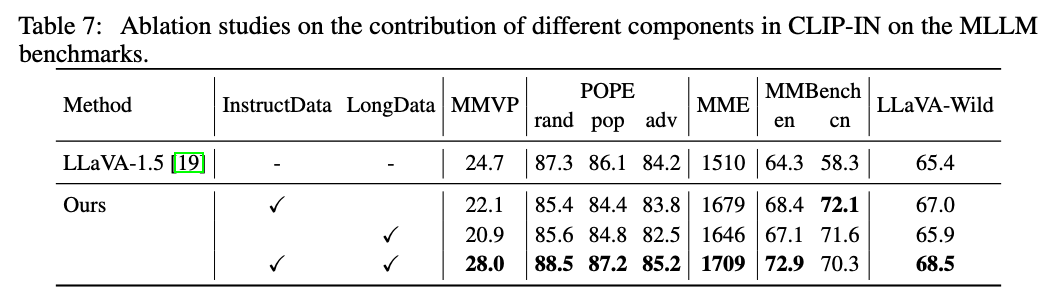 Table 7: Ablation studies on the contribution of different components in CLIP-IN on the MLLM
benchmarks.
Method InstructData LongData MMVP POPE MME MMBench LLaVA-Wild
rand pop adv en cn
LLaVA-1.5 [19] - - 24.7 87.3 86.1 84.2 1510 64.3 58.3 65.4
Ours ✓ 22.1 85.4 84.4 83.8 1679 68.4 72.1 67.0
✓ 20.9 85.6 84.8 82.5 1646 67.1 71.6 65.9
✓ ✓ 28.0 88.5 87.2 85.2 1709 72.9 70.3 68.5